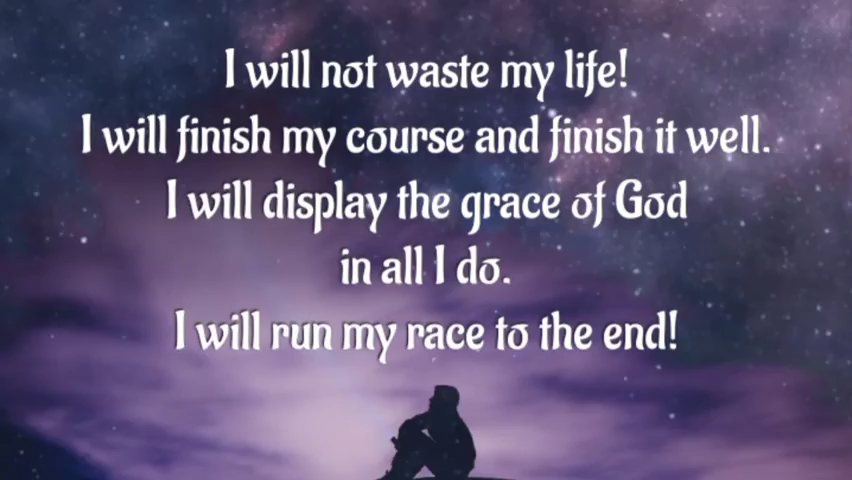 I will not waste my life!
I will finish my course and finish it well.
I will display the grace of God
in all I do.
I will run my race to the end!